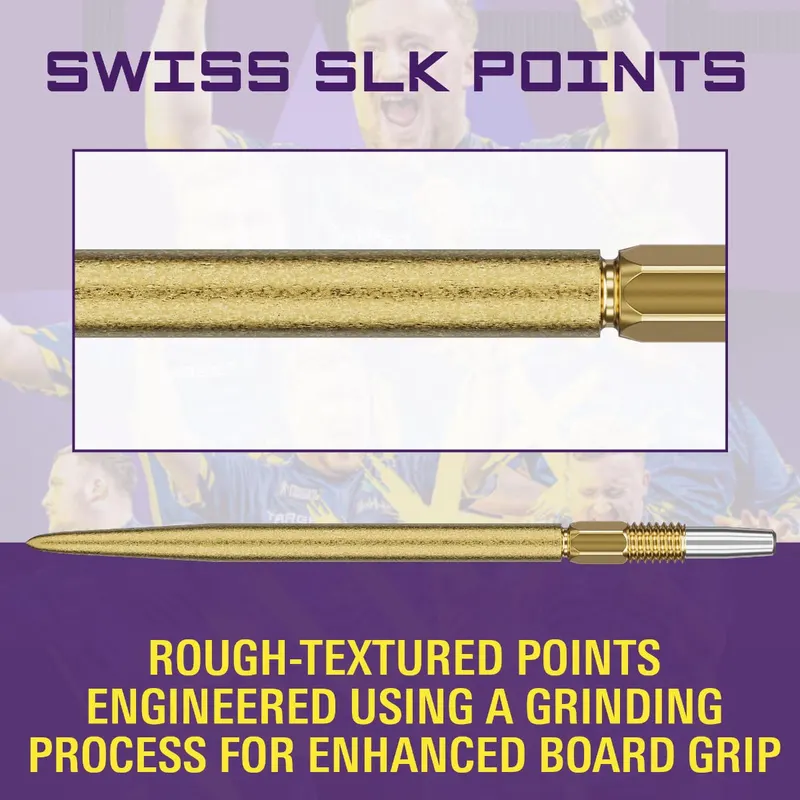 SWISS SLK POINTS
ROUGH-TEXTURED POINTS
ENGINEERED USING A GRINDING
PROCESS FOR ENHANCED BOARD GRIP